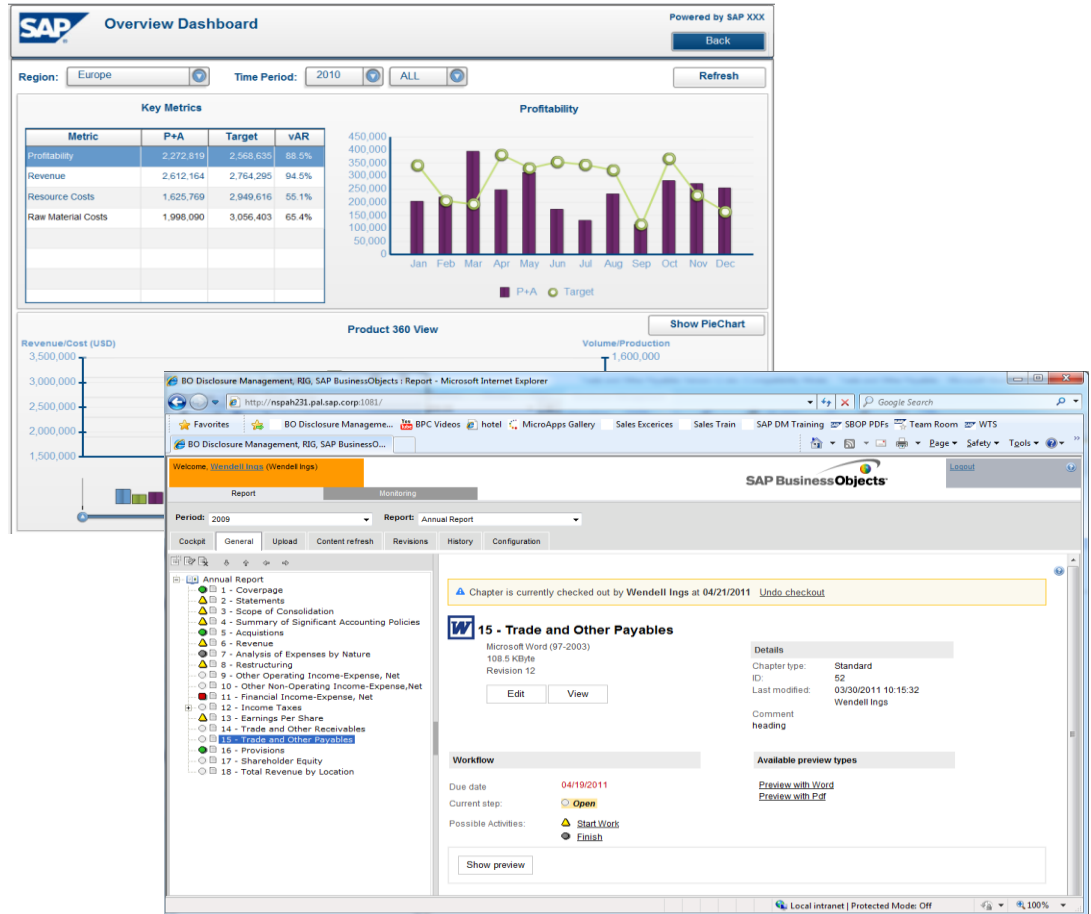 SAP
Overview Dashboard
Powered by SAP XXX
Back
Region: Europe Time Period: 2010 ALL Refresh
Key Metrics
Metric P+A Target vAR
Profitability 2,272,819 2,568,635 88.5%
Revenue 2,612,164 2,764,295 94.5%
Resource Costs 1,625,769 2,949,616 55.1%
Raw Material Costs 1,998,090 3,056,403 65.4%
Profitability
450,000
400,000
350,000
300,000
250,000
200,000
150,000
100,000
50,000
0
Jan Feb Mar Apr May Jun Jul Aug Sep Oct Nov Dec
P+A Target
Product 360 View
Show PieChart
Revenue/Cost (USD)
Volume/Production
3,500,000
1,600,000
3,000,000
2,500,000
2,000,000
1,500,000
BO Disclosure Management, RIG, SAP BusinessObjects : Report - Microsoft Internet Explorer
http://nspah231.pal.sap.corp:1081/
Google Search
Favorites BO Disclosure Manageme... BPC Videos hotel MicroApps Gallery Sales Excerices Sales Train SAP DM Training SBOP PDFs Team Room WTS
BO Disclosure Management, RIG, SAP BusinessO...
Page Safety Tools
Welcome, Wendell Ings (Wendell Ings)
SAP BusinessObjects
Logout
Report Monitoring
Period: 2009 Report: Annual Report
Cockpit General Upload Content refresh Revisions History Configuration
Annual Report
1 - Coverpage
2 - Statements
3 - Scope of Consolidation
4 - Summary of Significant Accounting Policies
5 - Acquistions
6 - Revenue
7 - Analysis of Expenses by Nature
8 - Restructuring
9 - Other Operating Income-Expense, Net
10 - Other Non-Operating Income-Expense,Net
11 - Financial Income-Expense, Net
12 - Income Taxes
13 - Earnings Per Share
14 - Trade and Other Receivables
15 - Trade and Other Payables
16 - Provisions
17 - Shareholder Equity
18 - Total Revenue by Location
Chapter is currently checked out by Wendell Ings at 04/21/2011 Undo checkout
15 - Trade and Other Payables
Microsoft Word (97-2003)
108.5 KByte
Revision 12
Edit View
Details
Chapter type: Standard
ID: 52
Last modified: 03/30/2011 10:15:32
Wendell Ings
Comment
heading
Workflow
Due date 04/19/2011
Current step: Open
Possible Activities: Start Work
Finish
Available preview types
Preview with Word
Preview with Pdf
Show preview
Local intranet | Protected Mode: Off
100%